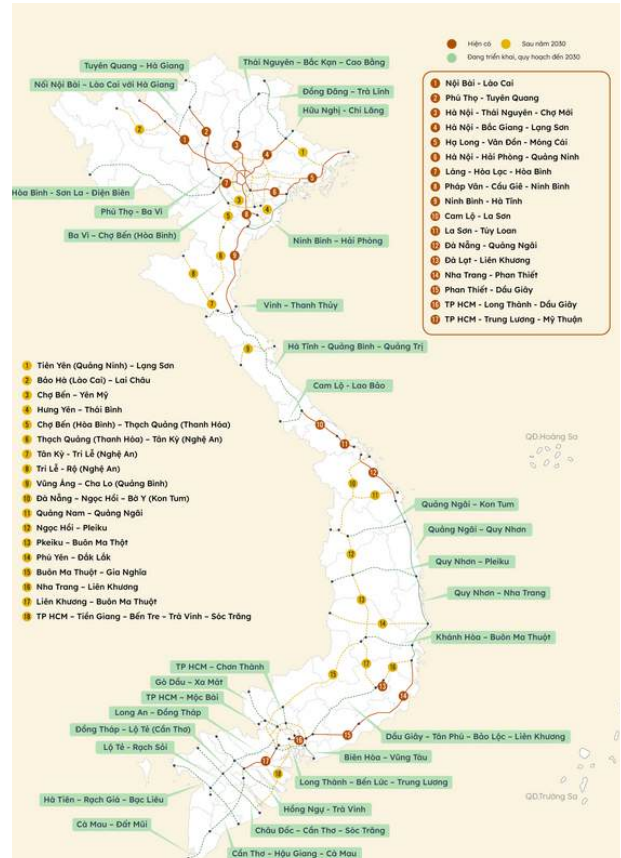 Hiện có
Sau năm 2030
Đang triển khai, quy hoạch đến 2030
1 Nội Bài - Lào Cai
2 Phú Thọ - Tuyên Quang
3 Hà Nội - Thái Nguyên - Chợ Mới
4 Hà Nội - Bắc Giang - Lạng Sơn
5 Hạ Long - Vân Đồn - Móng Cái
6 Hà Nội - Hải Phòng - Quảng Ninh
7 Láng - Hòa Lạc - Hòa Bình
8 Pháp Vân - Cầu Giẽ - Ninh Bình
9 Ninh Bình - Hà Tĩnh
10 Cam Lộ - La Sơn
11 La Sơn - Túy Loan
12 Đà Nẵng - Quảng Ngãi
13 Đà Lạt - Liên Khương
14 Nha Trang - Phan Thiết
15 Phan Thiết - Dầu Giây
16 TP HCM - Long Thành - Dầu Giây
17 TP HCM - Trung Lương - Mỹ Thuận
Tuyên Quang – Hà Giang
Thái Nguyên – Bắc Kạn – Cao Bằng
Nối Nội Bài – Lào Cai với Hà Giang
Đồng Đăng – Trà Lĩnh
Hữu Nghị - Chi Lăng
Hòa Bình - Sơn La - Điện Biên
Phú Thọ - Ba Vì
Ba Vì – Chợ Bến (Hòa Bình)
Ninh Bình – Hải Phòng
Vinh – Thanh Thủy
Hà Tĩnh – Quảng Bình – Quảng Trị
Cam Lộ - Lao Bảo
1 Tiên Yên (Quảng Ninh) – Lạng Sơn
2 Bảo Hà (Lào Cai) – Lai Châu
3 Chợ Bến – Yên Mỹ
4 Hưng Yên – Thái Bình
5 Chợ Bến (Hòa Bình) – Thạch Quảng (Thanh Hóa)
6 Thạch Quảng (Thanh Hóa) – Tân Kỳ (Nghệ An)
7 Tân Kỳ - Tri Lễ (Nghệ An)
8 Tri Lễ - Rộ (Nghệ An)
9 Vũng Áng – Cha Lo (Quảng Bình)
10 Đà Nẵng – Ngọc Hồi – Bờ Y (Kon Tum)
11 Quảng Nam – Quảng Ngãi
12 Ngọc Hồi – Pleiku
13 Pkeiku – Buôn Ma Thột
14 Phú Yên – Đắk Lắk
15 Buôn Ma Thuột – Gia Nghĩa
16 Nha Trang – Liên Khương
17 Liên Khương – Buôn Ma Thuột
18 TP HCM – Tiền Giang – Bến Tre – Trà Vinh – Sóc Trăng
QĐ.Hoàng Sa
Quảng Ngãi - Kon Tum
Quảng Ngãi – Quy Nhơn
Quy Nhơn – Pleiku
Quy Nhơn – Nha Trang
Khánh Hòa – Buôn Ma Thuột
TP HCM – Chơn Thành
Gò Dầu – Xa Mát
TP HCM – Mộc Bài
Long An – Đồng Tháp
Đồng Tháp – Lộ Tẻ (Cần Thơ)
Lộ Tẻ – Rạch Sỏi
Dầu Giây – Tân Phú – Bảo Lộc – Liên Khương
Biên Hòa – Vũng Tàu
Long Thành – Bến Lức – Trung Lương
Hà Tiên – Rạch Giá – Bạc Liêu
Hồng Ngự - Trà Vinh
Cà Mau – Đất Mũi
Châu Đốc – Cần Thơ – Sóc Trăng
Cần Thơ – Hậu Giang – Cà Mau
QĐ.Trường Sa